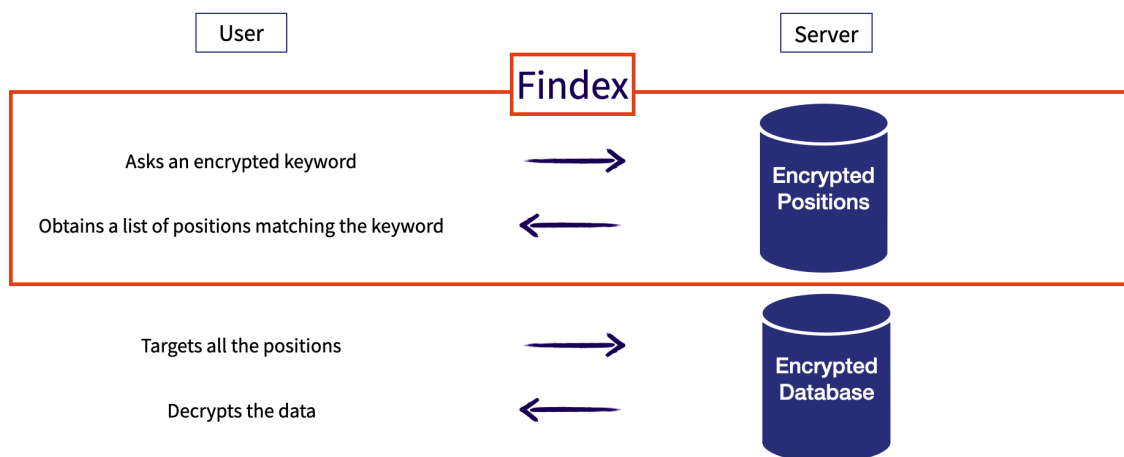 User
Server
Findex
Asks an encrypted keyword
Encrypted
Positions
Obtains a list of positions matching the keyword
Targets all the positions
Encrypted
Database
Decrypts the data